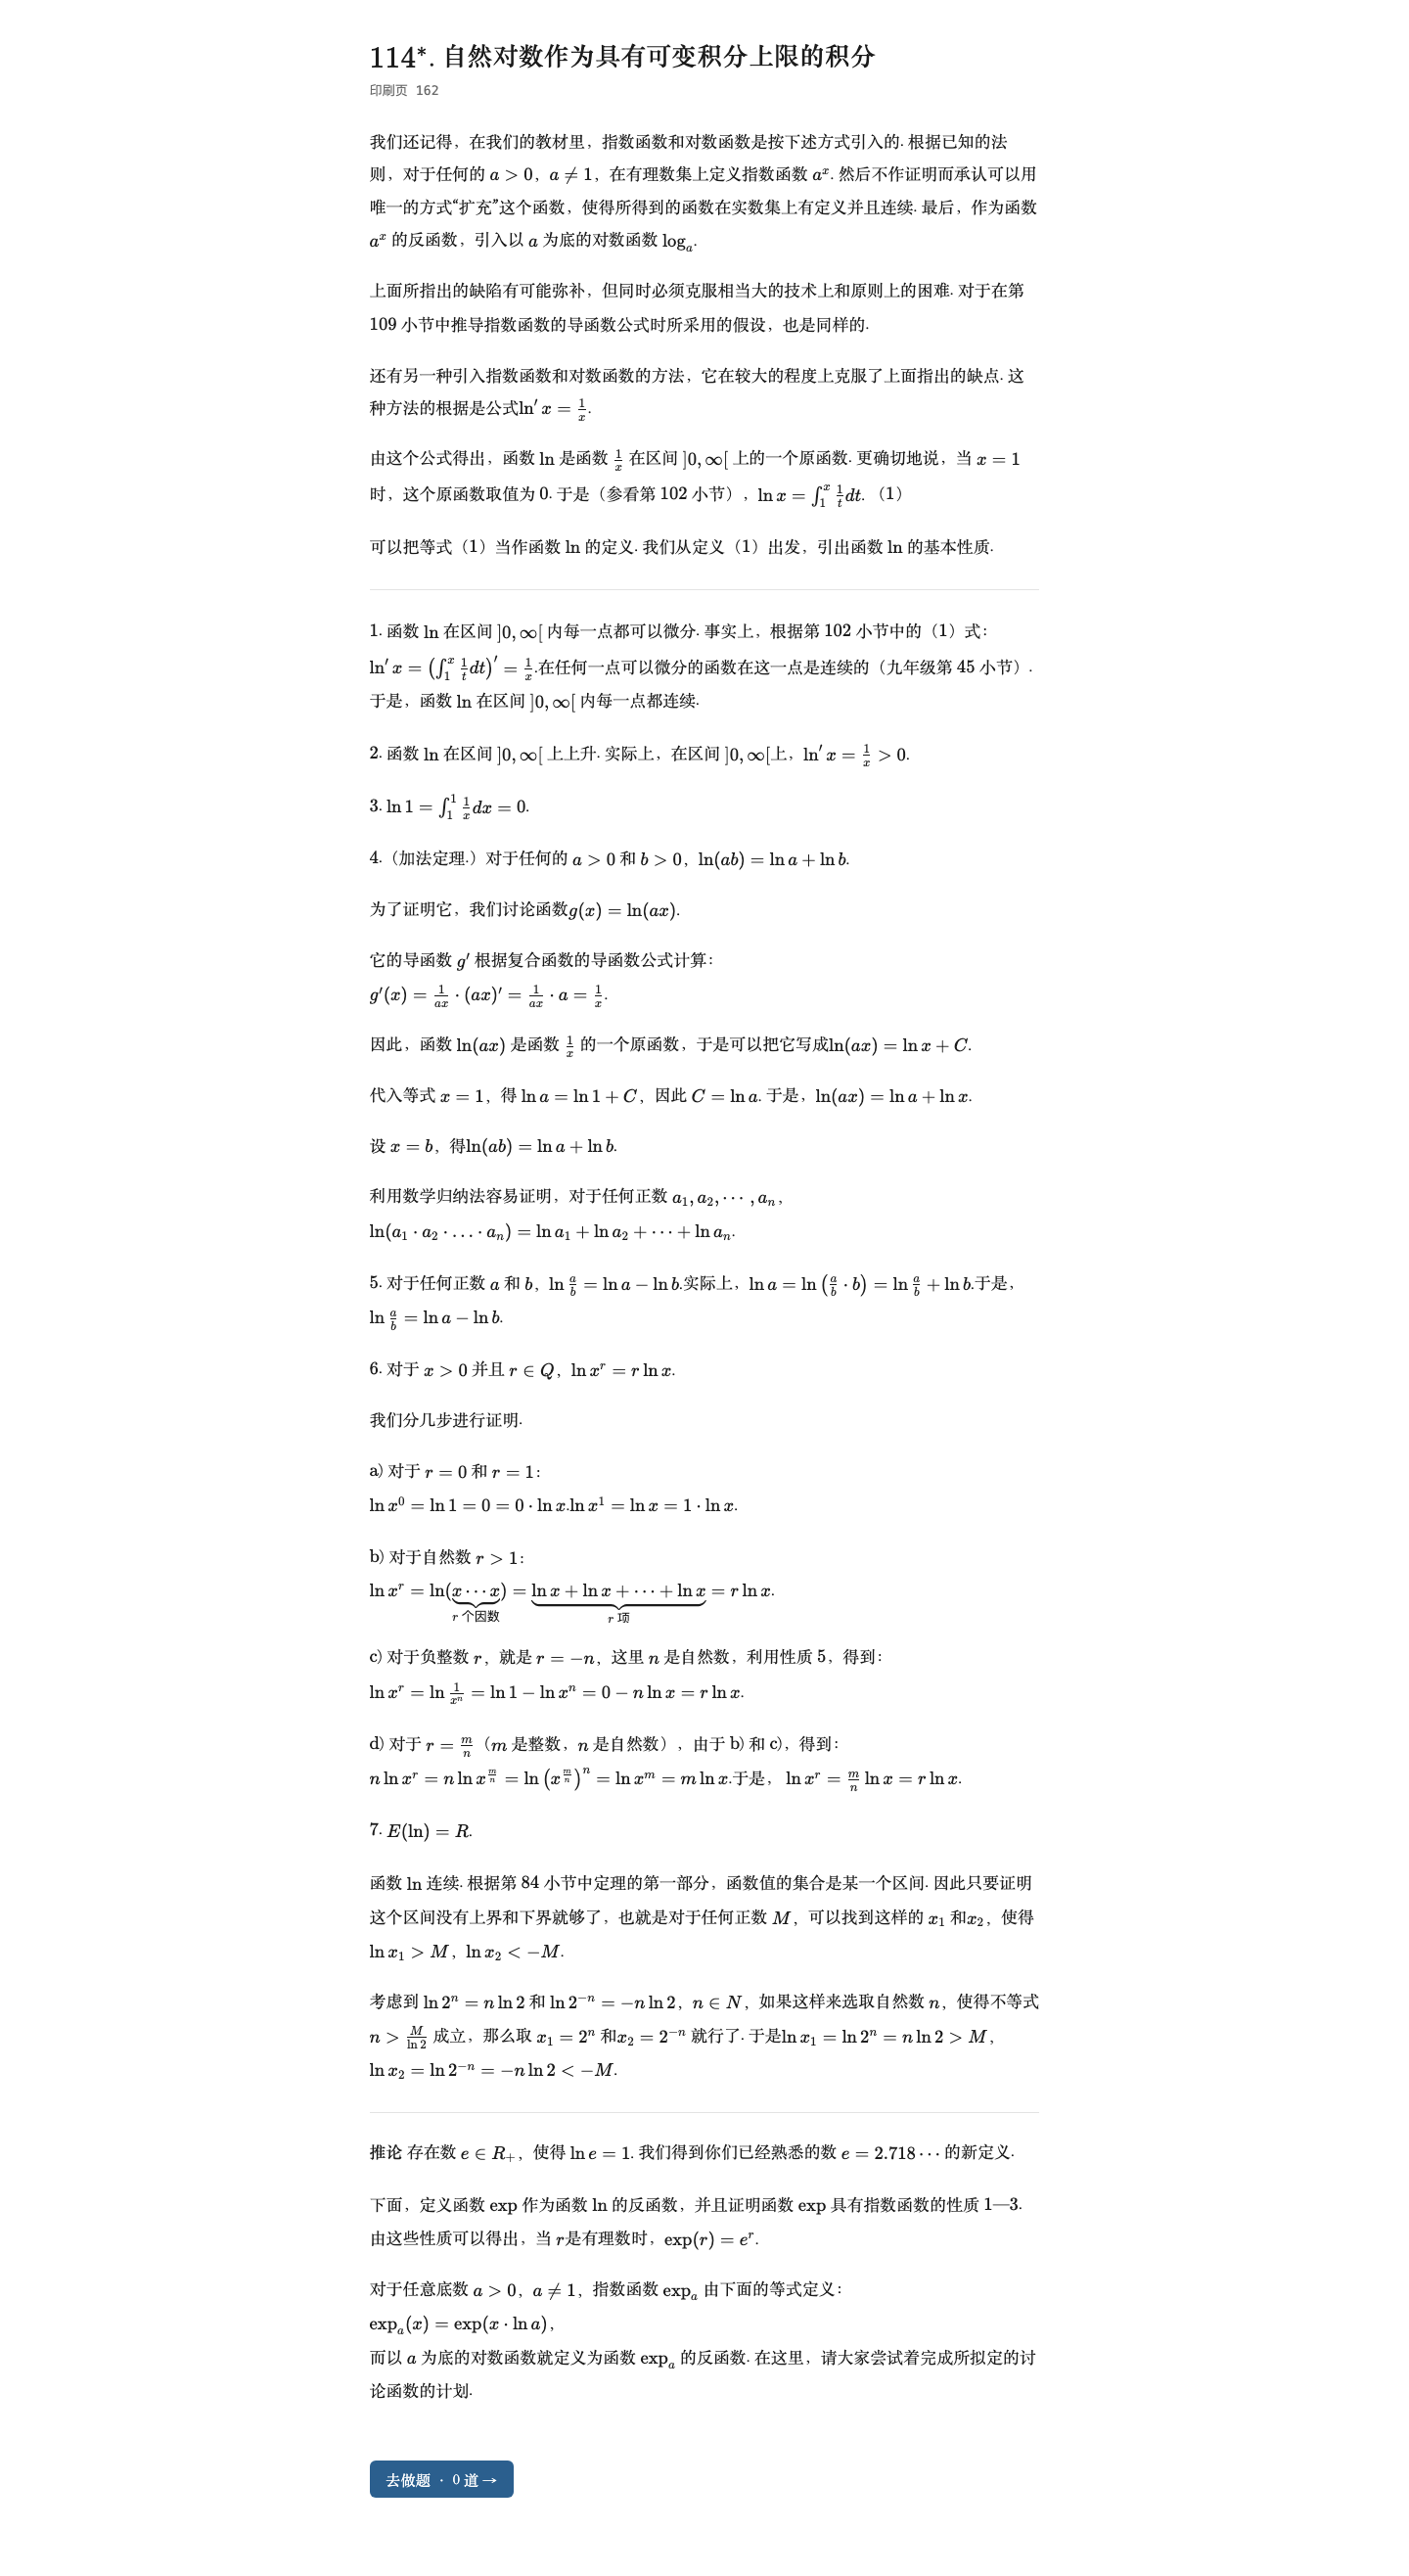 114*. 自然对数作为具有可变积分上限的积分
印刷页 162
我们还记得，在我们的教材里，指数函数和对数函数是按下述方式引入的. 根据已知的法
则，对于任何的 a > 0，a ≠ 1，在有理数集上定义指数函数 aˣ. 然后不作证明而承认可以用
唯一的方式“扩充”这个函数，使得所得到的函数在实数集上有定义并且连续. 最后，作为函数
aˣ 的反函数，引入以 a 为底的对数函数 logₐ.
上面所指出的缺陷有可能弥补，但同时必须克服相当大的技术上和原则上的困难. 对于在第
109 小节中推导指数函数的导函数公式时所采用的假设，也是同样的.
还有另一种引入指数函数和对数函数的方法，它在较大的程度上克服了上面指出的缺点. 这
种方法的根据是公式ln′ x = 1/x.
由这个公式得出，函数 ln 是函数 1/x 在区间 ]0, ∞[ 上的一个原函数. 更确切地说，当 x = 1
时，这个原函数取值为 0. 于是（参看第 102 小节），ln x = ∫₁ˣ 1/t dt. （1）
可以把等式（1）当作函数 ln 的定义. 我们从定义（1）出发，引出函数 ln 的基本性质.
1. 函数 ln 在区间 ]0, ∞[ 内每一点都可以微分. 事实上，根据第 102 小节中的（1）式：
ln′ x = (∫₁ˣ 1/t dt)′ = 1/x.在任何一点可以微分的函数在这一点是连续的（九年级第 45 小节）.
于是，函数 ln 在区间 ]0, ∞[ 内每一点都连续.
2. 函数 ln 在区间 ]0, ∞[ 上上升. 实际上，在区间 ]0, ∞[上，ln′ x = 1/x > 0.
3. ln 1 = ∫₁¹ 1/x dx = 0.
4.（加法定理.）对于任何的 a > 0 和 b > 0，ln(ab) = ln a + ln b.
为了证明它，我们讨论函数g(x) = ln(ax).
它的导函数 g′ 根据复合函数的导函数公式计算：
g′(x) = 1/ax · (ax)′ = 1/ax · a = 1/x.
因此，函数 ln(ax) 是函数 1/x 的一个原函数，于是可以把它写成ln(ax) = ln x + C.
代入等式 x = 1，得 ln a = ln 1 + C，因此 C = ln a. 于是，ln(ax) = ln a + ln x.
设 x = b，得ln(ab) = ln a + ln b.
利用数学归纳法容易证明，对于任何正数 a₁, a₂, ⋯ , aₙ，
ln(a₁ · a₂ · … · aₙ) = ln a₁ + ln a₂ + ⋯ + ln aₙ.
5. 对于任何正数 a 和 b，ln a/b = ln a − ln b.实际上，ln a = ln (a/b · b) = ln a/b + ln b.于是，
ln a/b = ln a − ln b.
6. 对于 x > 0 并且 r ∈ Q，ln xʳ = r ln x.
我们分几步进行证明.
a) 对于 r = 0 和 r = 1：
ln x⁰ = ln 1 = 0 = 0 · ln x.ln x¹ = ln x = 1 · ln x.
b) 对于自然数 r > 1：
ln xʳ = ln(x ⋯ x) = ln x + ln x + ⋯ + ln x = r ln x.
r 个因数 r 项
c) 对于负整数 r，就是 r = −n，这里 n 是自然数，利用性质 5，得到：
ln xʳ = ln 1/xⁿ = ln 1 − ln xⁿ = 0 − n ln x = r ln x.
d) 对于 r = m/n（m 是整数，n 是自然数），由于 b) 和 c)，得到：
n ln xʳ = n ln x^(m/n) = ln (x^(m/n))ⁿ = ln xᵐ = m ln x.于是， ln xʳ = m/n ln x = r ln x.
7. E(ln) = R.
函数 ln 连续. 根据第 84 小节中定理的第一部分，函数值的集合是某一个区间. 因此只要证明
这个区间没有上界和下界就够了，也就是对于任何正数 M，可以找到这样的 x₁ 和x₂，使得
ln x₁ > M，ln x₂ < −M.
考虑到 ln 2ⁿ = n ln 2 和 ln 2⁻ⁿ = −n ln 2，n ∈ N，如果这样来选取自然数 n，使得不等式
n > M/ln 2 成立，那么取 x₁ = 2ⁿ 和x₂ = 2⁻ⁿ 就行了. 于是ln x₁ = ln 2ⁿ = n ln 2 > M，
ln x₂ = ln 2⁻ⁿ = −n ln 2 < −M.
推论 存在数 e ∈ R₊，使得 ln e = 1. 我们得到你们已经熟悉的数 e = 2.718 ⋯ 的新定义.
下面，定义函数 exp 作为函数 ln 的反函数，并且证明函数 exp 具有指数函数的性质 1—3.
由这些性质可以得出，当 r是有理数时，exp(r) = eʳ.
对于任意底数 a > 0，a ≠ 1，指数函数 expₐ 由下面的等式定义：
expₐ(x) = exp(x · ln a)，
而以 a 为底的对数函数就定义为函数 expₐ 的反函数. 在这里，请大家尝试着完成所拟定的讨
论函数的计划.
去做题 · 0 道 →